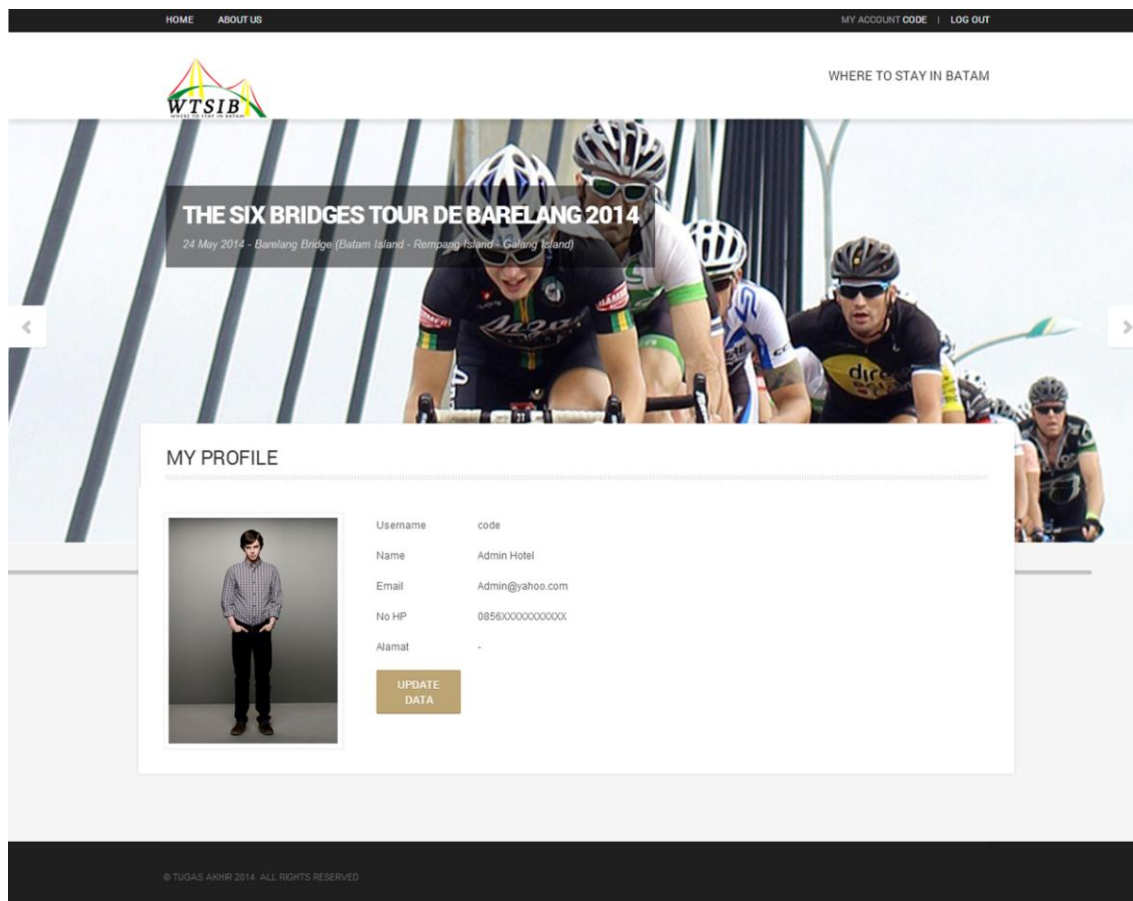 HOME ABOUT US MY ACCOUNT CODE | LOG OUT
WTSIB
WHERE TO STAY IN BATAM
WHERE TO STAY IN BATAM
THE SIX BRIDGES TOUR DE BARELANG 2014
24 May 2014 - Barelang Bridge (Batam Island - Rempang Island - Galang Island)
MY PROFILE
Username code
Name Admin Hotel
Email Admin@yahoo.com
No HP 0856XXXXXXXXXXX
Alamat -
UPDATE
DATA
© TUGAS AKHIR 2014. ALL RIGHTS RESERVED